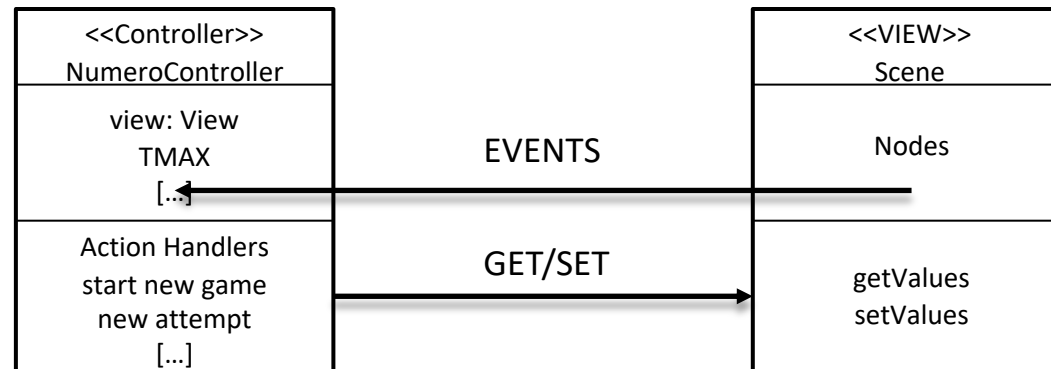 <<Controller>>
NumeroController
view: View
TMAX
[…]
Action Handlers
start new game
new attempt
[…]
EVENTS
GET/SET
<<VIEW>>
Scene
Nodes
getValues
setValues